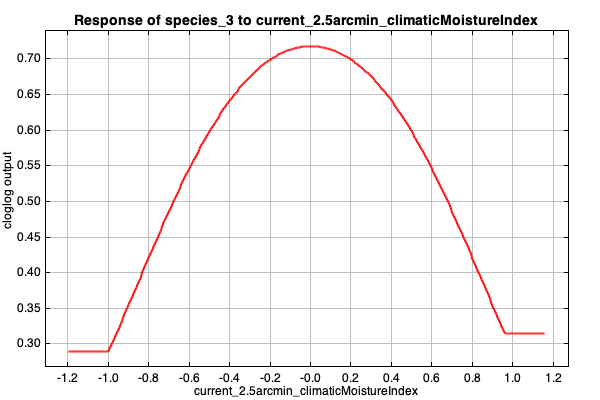 Response of species_3 to current_2.5arcmin_climaticMoistureIndex
cloglog output
0.70
0.65
0.60
0.55
0.50
0.45
0.40
0.35
0.30
-1.2 -1.0 -0.8 -0.6 -0.4 -0.2 -0.0 0.2 0.4 0.6 0.8 1.0 1.2
current_2.5arcmin_climaticMoistureIndex